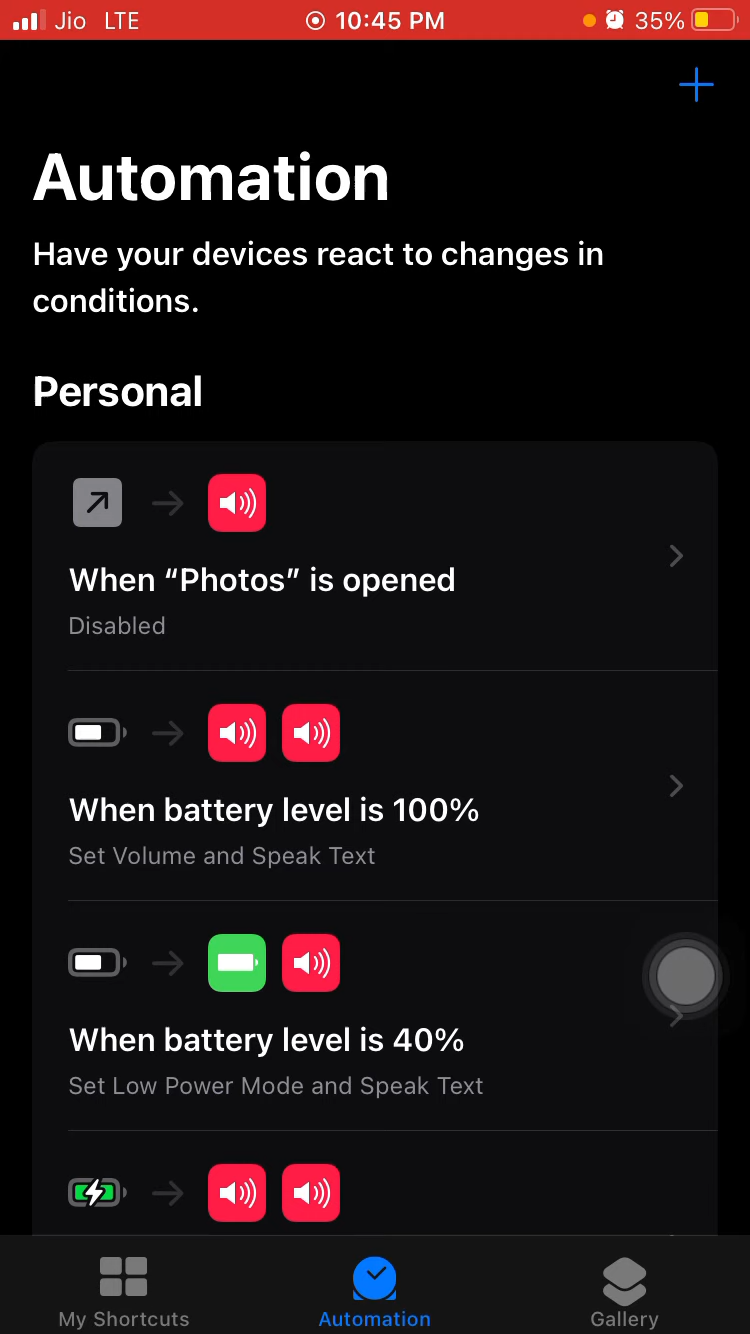 Jio LTE 10:45 PM 35%
Automation
Have your devices react to changes in
conditions.
Personal
When “Photos” is opened
Disabled
When battery level is 100%
Set Volume and Speak Text
When battery level is 40%
Set Low Power Mode and Speak Text
My Shortcuts Automation Gallery